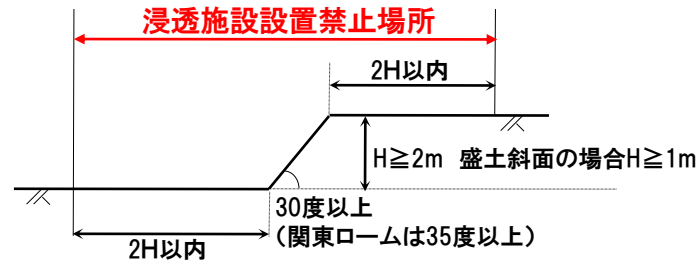 浸透施設設置禁止場所
2H以内
H≧2m 盛土斜面の場合H≧1m
30度以上
（関東ロームは35度以上）
2H以内